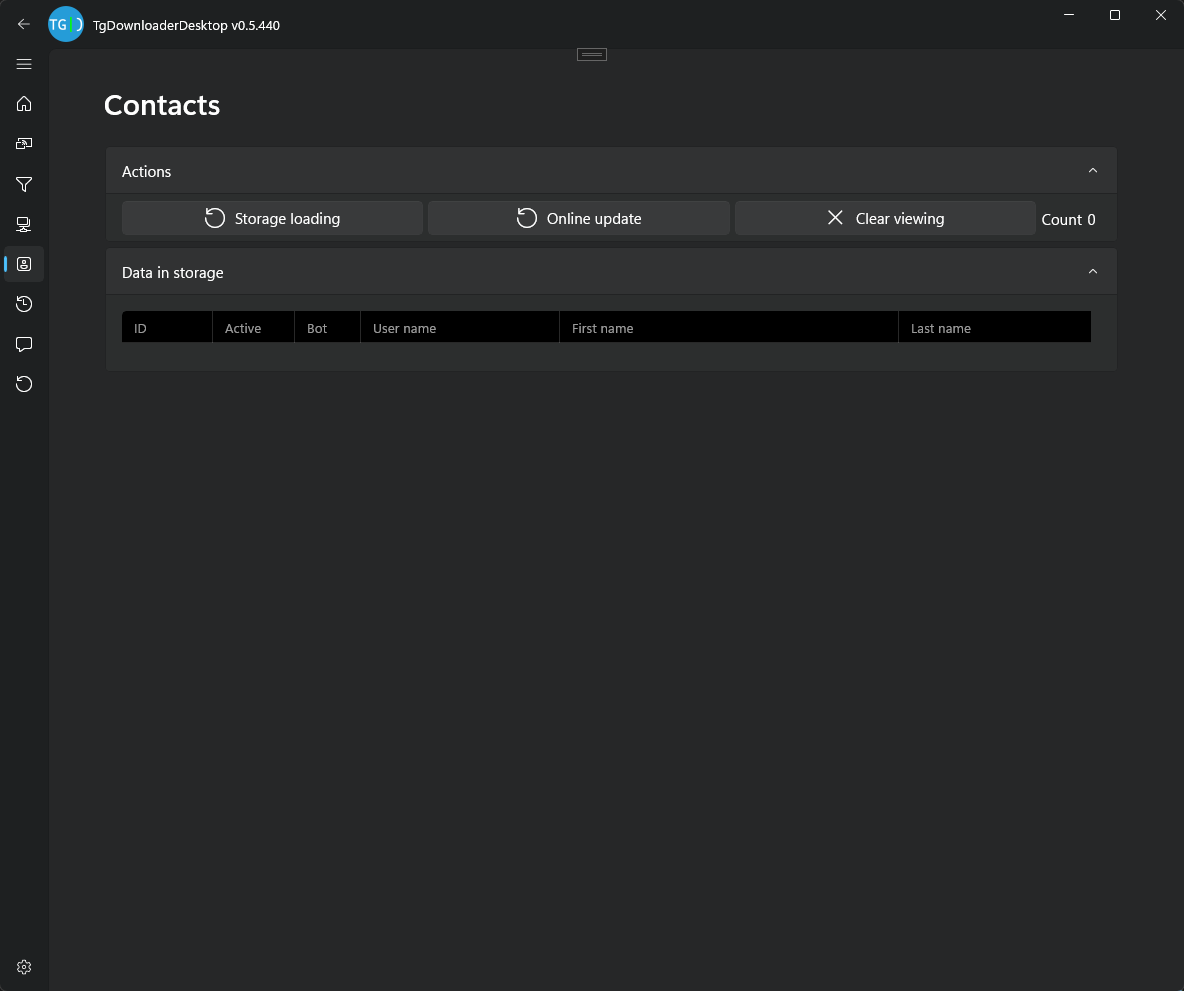 TG
TgDownloaderDesktop v0.5.440
Contacts
Actions
Storage loading
Online update
Clear viewing
Count 0
Data in storage
ID Active Bot User name First name Last name